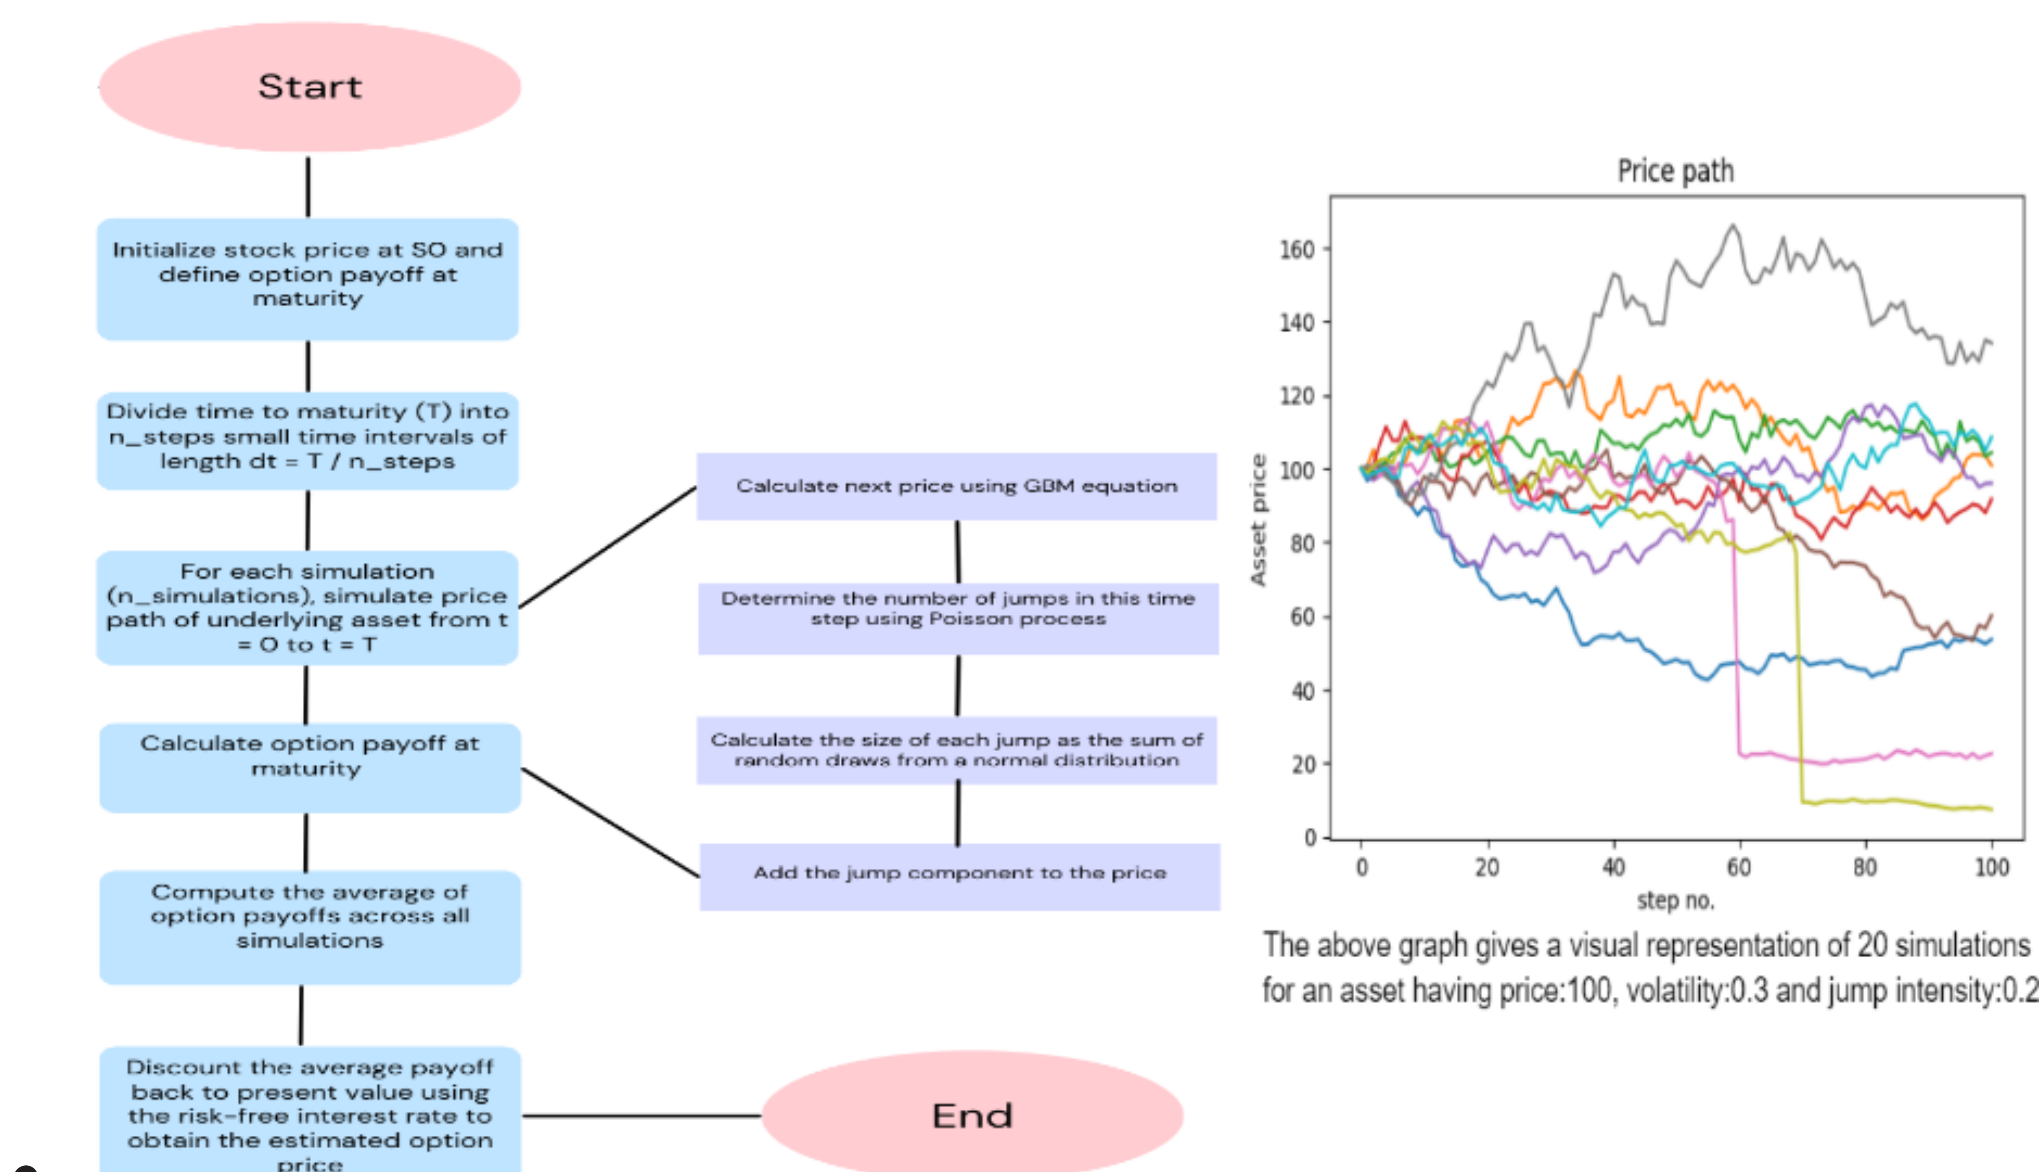 Start
Initialize stock price at S0 and
define option payoff at
maturity
Divide time to maturity (T) into
n_steps small time intervals of
length dt = T / n_steps
For each simulation
(n_simulations), simulate price
path of underlying asset from t
= 0 to t = T
Calculate option payoff at
maturity
Compute the average of
option payoffs across all
simulations
Discount the average payoff
back to present value using
the risk-free interest rate to
obtain the estimated option
price
Calculate next price using GBM equation
Determine the number of jumps in this time
step using Poisson process
Calculate the size of each jump as the sum of
random draws from a normal distribution
Add the jump component to the price
End
Price path
Asset price
160
140
120
100
80
60
40
20
0
0 20 40 60 80 100
step no.
The above graph gives a visual representation of 20 simulations
for an asset having price:100, volatility:0.3 and jump intensity:0.2